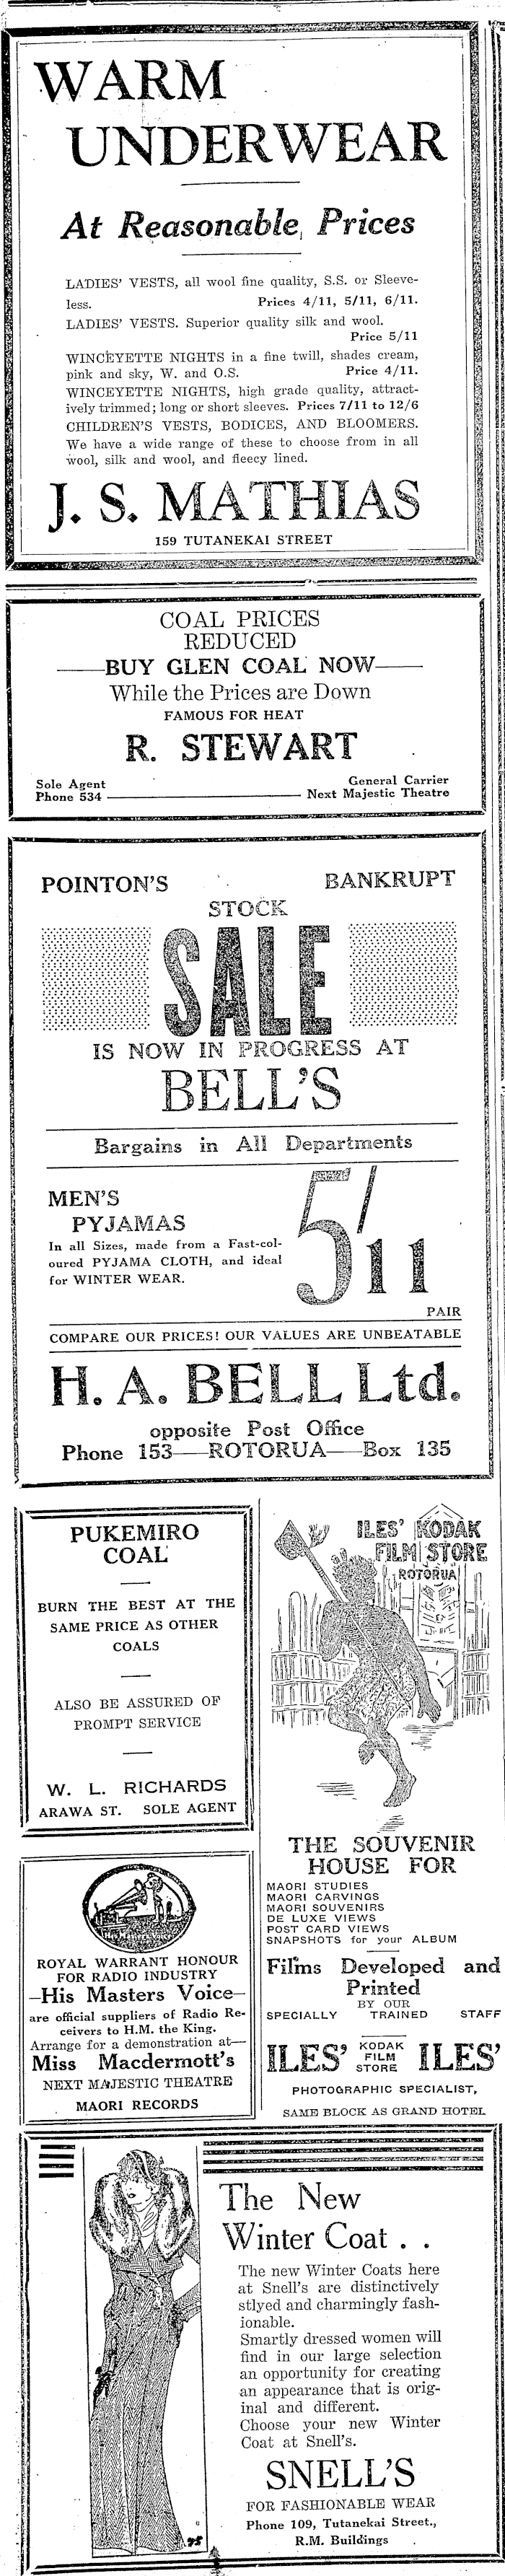 WARM
UNDERWEAR
At Reasonable Prices
LADIES' VESTS, all wool fine quality, S.S. or Sleeve-
less. Prices 4/11, 5/11, 6/11.
LADIES' VESTS. Superior quality silk and wool.
Price 5/11
WINCEYETTE NIGHTS in a fine twill, shades cream,
pink and sky, W. and O.S. Price 4/11.
WINCEYETTE NIGHTS, high grade quality, attract-
ively trimmed; long or short sleeves. Prices 7/11 to 12/6
CHILDREN'S VESTS, BODICES, AND BLOOMERS.
We have a wide range of these to choose from in all
wool, silk and wool, and fleecy lined.
J. S. MATHIAS
159 TUTANEKAI STREET
COAL PRICES
REDUCED
BUY GLEN COAL NOW
While the Prices are Down
FAMOUS FOR HEAT
R. STEWART
Sole Agent General Carrier
Phone 534 Next Majestic Theatre
POINTON'S BANKRUPT
STOCK
SALE
IS NOW IN PROGRESS AT
BELL'S
Bargains in All Departments
MEN'S
PYJAMAS
In all Sizes, made from a Fast-col-
oured PYJAMA CLOTH, and ideal
for WINTER WEAR.
5/11
PAIR
COMPARE OUR PRICES! OUR VALUES ARE UNBEATABLE
H. A. BELL Ltd.
opposite Post Office
Phone 153—ROTORUA—Box 135
PUKEMIRO
COAL
BURN THE BEST AT THE
SAME PRICE AS OTHER
COALS
ALSO BE ASSURED OF
PROMPT SERVICE
W. L. RICHARDS
ARAWA ST. SOLE AGENT
ROYAL WARRANT HONOUR
FOR RADIO INDUSTRY
—His Masters Voice—
are official suppliers of Radio Re-
ceivers to H.M. the King.
Arrange for a demonstration at—
Miss Macdermott's
NEXT MAJESTIC THEATRE
MAORI RECORDS
ILES' KODAK
FILM STORE
ROTORUA
THE SOUVENIR
HOUSE FOR
MAORI STUDIES
MAORI CARVINGS
MAORI SOUVENIRS
DE LUXE VIEWS
POST CARD VIEWS
SNAPSHOTS for your ALBUM
Films Developed and
Printed
BY OUR
SPECIALLY TRAINED STAFF
ILES' KODAK FILM STORE ILES'
PHOTOGRAPHIC SPECIALIST,
SAME BLOCK AS GRAND HOTEL
The New
Winter Coat . .
The new Winter Coats here
at Snell's are distinctively
stlyed and charmingly fash-
ionable.
Smartly dressed women will
find in our large selection
an opportunity for creating
an appearance that is orig-
inal and different.
Choose your new Winter
Coat at Snell's.
SNELL'S
FOR FASHIONABLE WEAR
Phone 109, Tutanekai Street.,
R.M. Buildings